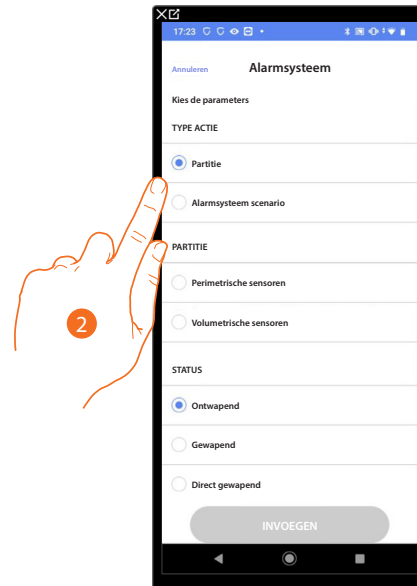 17:23
Annuleren Alarmsysteem
Kies de parameters
TYPE ACTIE
Partitie
Alarmsysteem scenario
PARTITIE
Perimetrische sensoren
Volumetrische sensoren
2
STATUS
Ontwapend
Gewapend
Direct gewapend
INVOEGEN